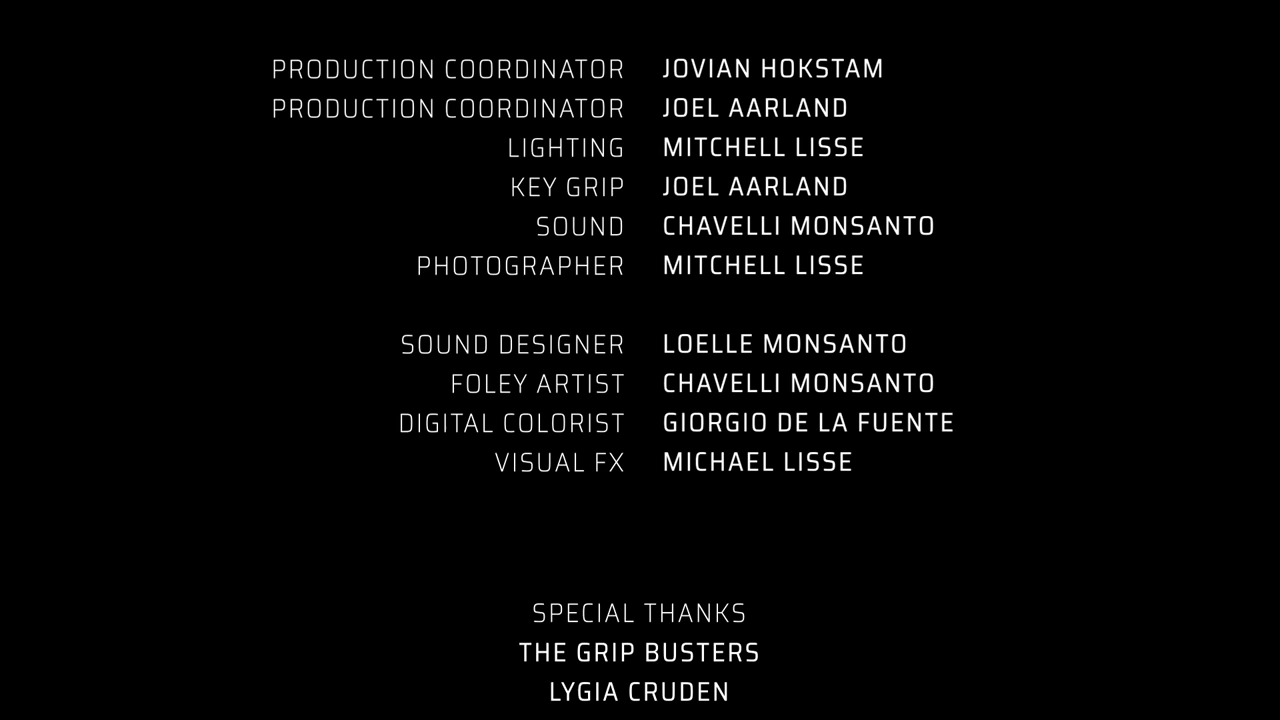 PRODUCTION COORDINATOR JOVIAN HOKSTAM
PRODUCTION COORDINATOR JOEL AARLAND
LIGHTING MITCHELL LISSE
KEY GRIP JOEL AARLAND
SOUND CHAVELLI MONSANTO
PHOTOGRAPHER MITCHELL LISSE
SOUND DESIGNER LOELLE MONSANTO
FOLEY ARTIST CHAVELLI MONSANTO
DIGITAL COLORIST GIORGIO DE LA FUENTE
VISUAL FX MICHAEL LISSE
SPECIAL THANKS
THE GRIP BUSTERS
LYGIA CRUDEN